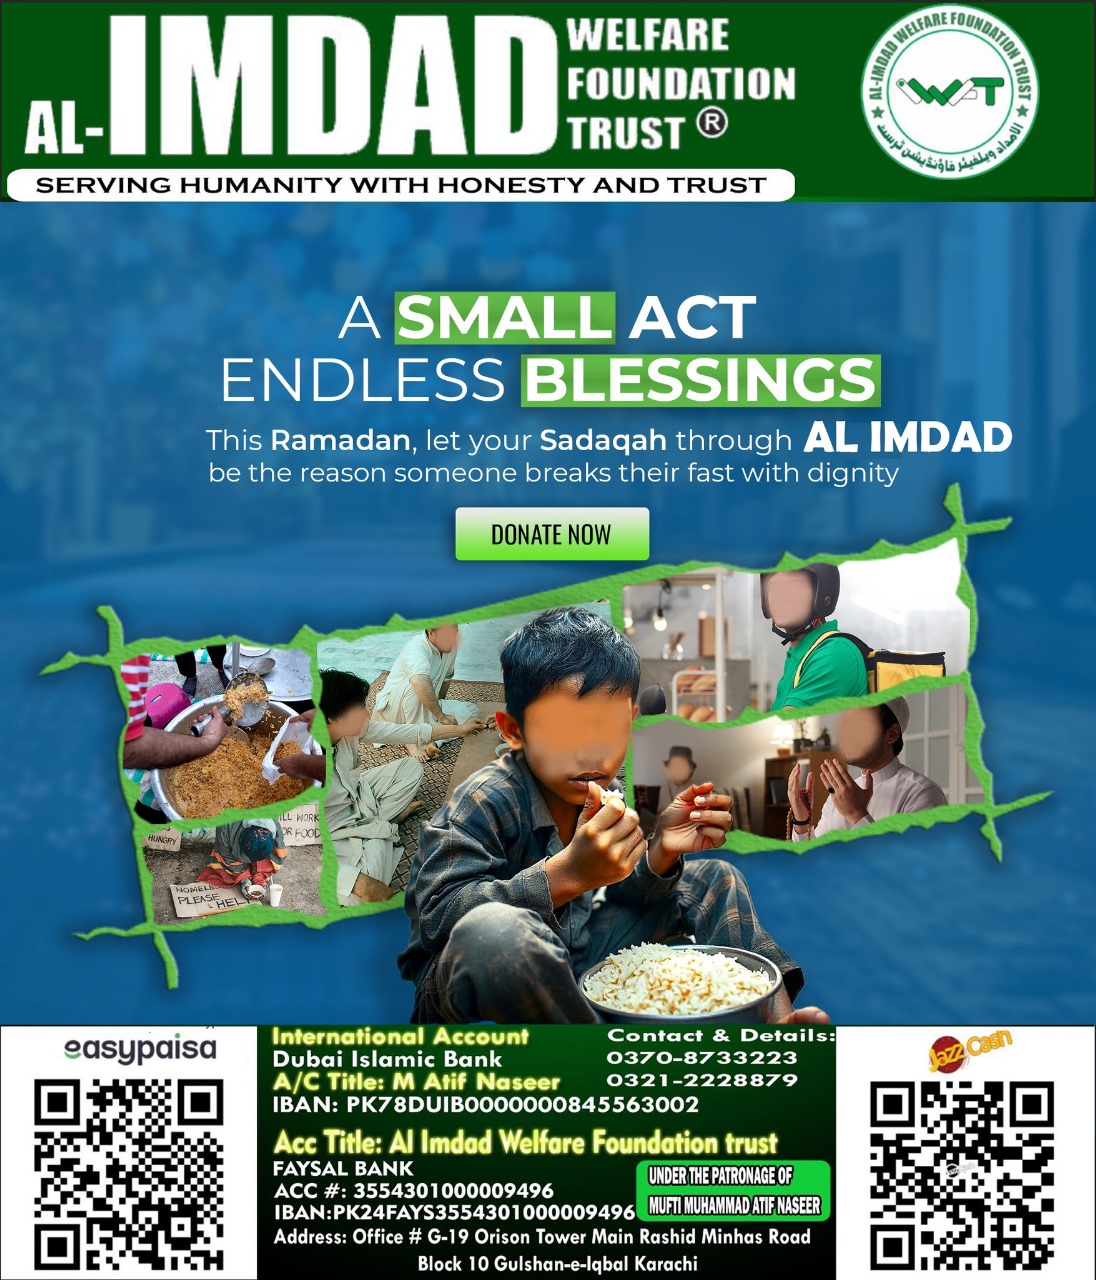 AL-IMDAD WELFARE FOUNDATION TRUST ®
SERVING HUMANITY WITH HONESTY AND TRUST
AL-IMDAD WELFARE FOUNDATION TRUST
الامداد ویلفیئر فاؤنڈیشن ٹرسٹ
A SMALL ACT
ENDLESS BLESSINGS
This Ramadan, let your Sadaqah through AL IMDAD
be the reason someone breaks their fast with dignity
DONATE NOW
HUNGRY
WORK
FOR FOOD
PLEASE
HELP
easypaisa
International Account
Dubai Islamic Bank
A/C Title: M Atif Naseer
IBAN: PK78DUIB0000000845563002
Contact & Details:
0370-8733223
0321-2228879
Acc Title: Al Imdad Welfare Foundation trust
FAYSAL BANK
ACC #: 3554301000009496
IBAN:PK24FAYS3554301000009496
UNDER THE PATRONAGE OF
MUFTI MUHAMMAD ATIF NASEER
Address: Office # G-19 Orison Tower Main Rashid Minhas Road
Block 10 Gulshan-e-Iqbal Karachi
JazzCash